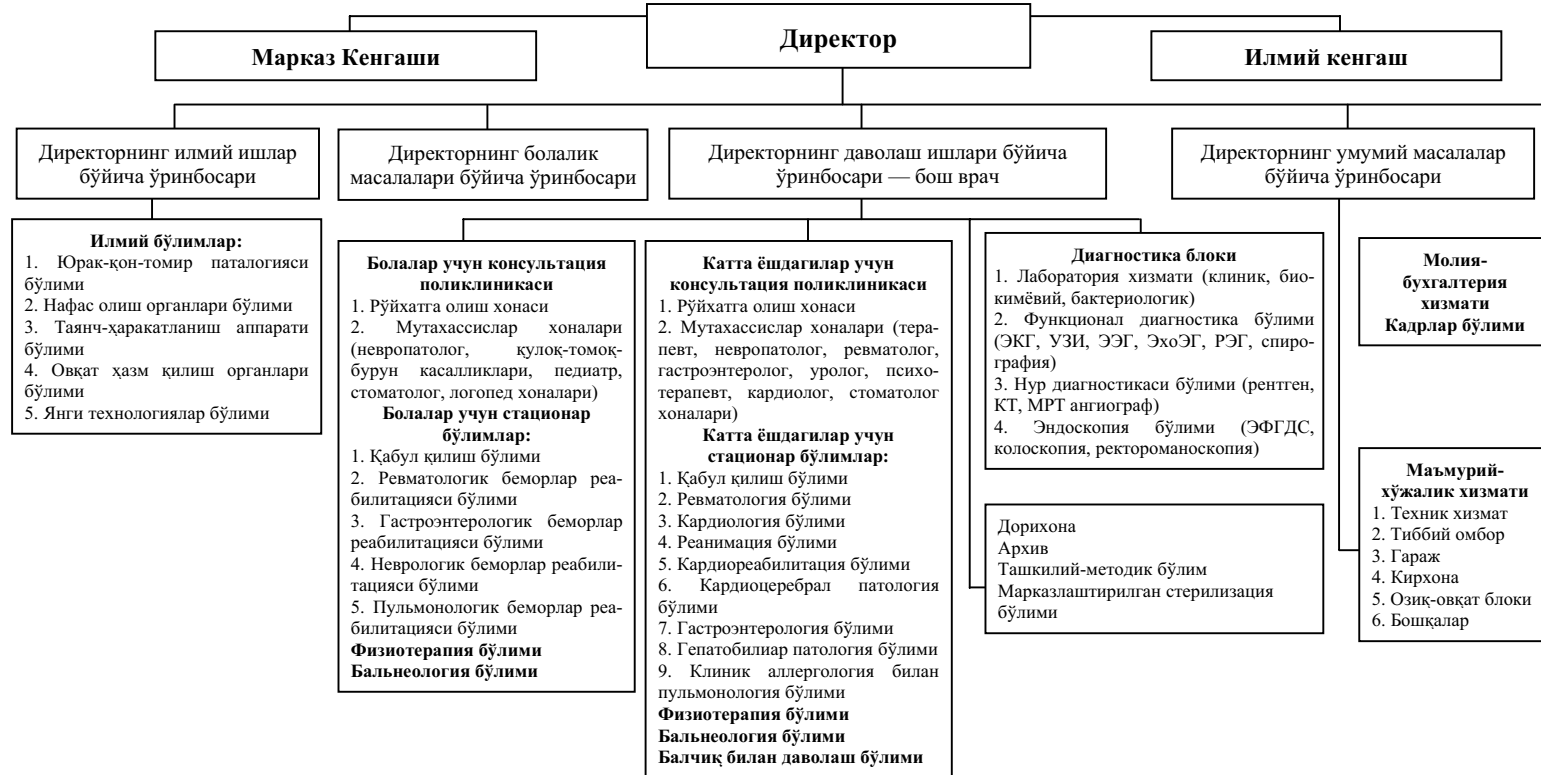 Директор
Марказ Кенгаши
Илмий кенгаш
Директорнинг илмий ишлар
бўйича ўринбосари
Директорнинг болалик
масалалари бўйича ўринбосари
Директорнинг даволаш ишлари бўйича
ўринбосари — бош врач
Директорнинг умумий масалалар
бўйича ўринбосари
Илмий бўлимлар:
1. Юрак-қон-томир паталогияси
бўлими
2. Нафас олиш органлари бўлими
3. Таянч-ҳаракатланиш аппарати
бўлими
4. Овқат ҳазм қилиш органлари
бўлими
5. Янги технологиялар бўлими
Болалар учун консультация
поликлиникаси
1. Рўйхатга олиш хонаси
2. Мутахассислар хоналари
(невропатолог, қулоқ-томоқ-
бурун касалликлари, педиатр,
стоматолог, логопед хоналари)
Болалар учун стационар
бўлимлар:
1. Қабул қилиш бўлими
2. Ревматологик беморлар реа-
билитацияси бўлими
3. Гастроэнтерологик беморлар
реабилитацияси бўлими
4. Неврологик беморлар реабили-
тацияси бўлими
5. Пульмонологик беморлар реа-
билитацияси бўлими
Физиотерапия бўлими
Бальнеология бўлими
Катта ёшдагилар учун
консультация поликлиникаси
1. Рўйхатга олиш хонаси
2. Мутахассислар хоналари (тера-
певт, невропатолог, ревматолог,
гастроэнтеролог, уролог, психо-
терапевт, кардиолог, стоматолог
хоналари)
Катта ёшдагилар учун
стационар бўлимлар:
1. Қабул қилиш бўлими
2. Ревматология бўлими
3. Кардиология бўлими
4. Реанимация бўлими
5. Кардиореабилитация бўлими
6. Кардиоцеребрал патология
бўлими
7. Гастроэнтерология бўлими
8. Гепатобилиар патология бўлими
9. Клиник аллергология билан
пульмонология бўлими
Физиотерапия бўлими
Бальнеология бўлими
Балчиқ билан даволаш бўлими
Диагностика блоки
1. Лаборатория хизмати (клиник, био-
кимёвий, бактериологик)
2. Функционал диагностика бўлими
(ЭКГ, УЗИ, ЭЭГ, ЭхоЭГ, РЭГ, спиро-
графия)
3. Нур диагностикаси бўлими (рентген,
КТ, МРТ ангиограф)
4. Эндоскопия бўлими (ЭФГДС,
колоскопия, ректороманоскопия)
Дорихона
Архив
Ташкилий-методик бўлим
Марказлаштирилган стерилизация
бўлими
Молия-
бухгалтерия
хизмати
Кадрлар бўлими
Маъмурий-
хўжалик хизмати
1. Техник хизмат
2. Тиббий омбор
3. Гараж
4. Кирхона
5. Озиқ-овқат блоки
6. Бошқалар